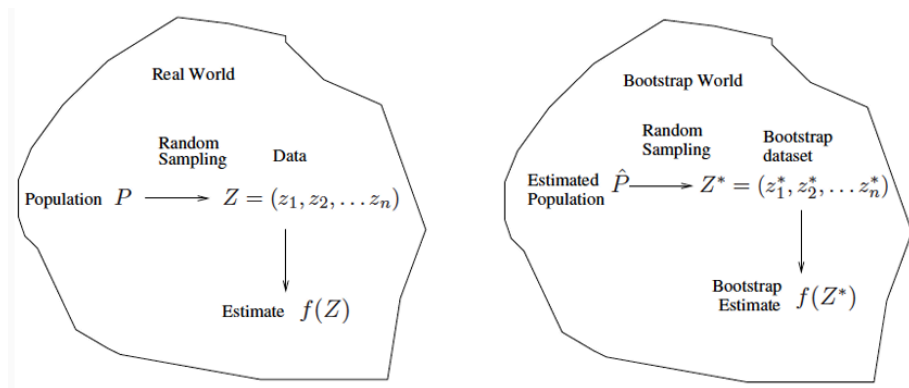 Real World
Random
Sampling
Data
Population P
Z = (z₁, z₂, . . . zₙ)
Estimate f(Z)
Bootstrap World
Random
Sampling
Bootstrap
dataset
Estimated
Population
P̂
Z* = (z₁*, z₂*, . . . zₙ*)
Bootstrap
Estimate
f(Z*)